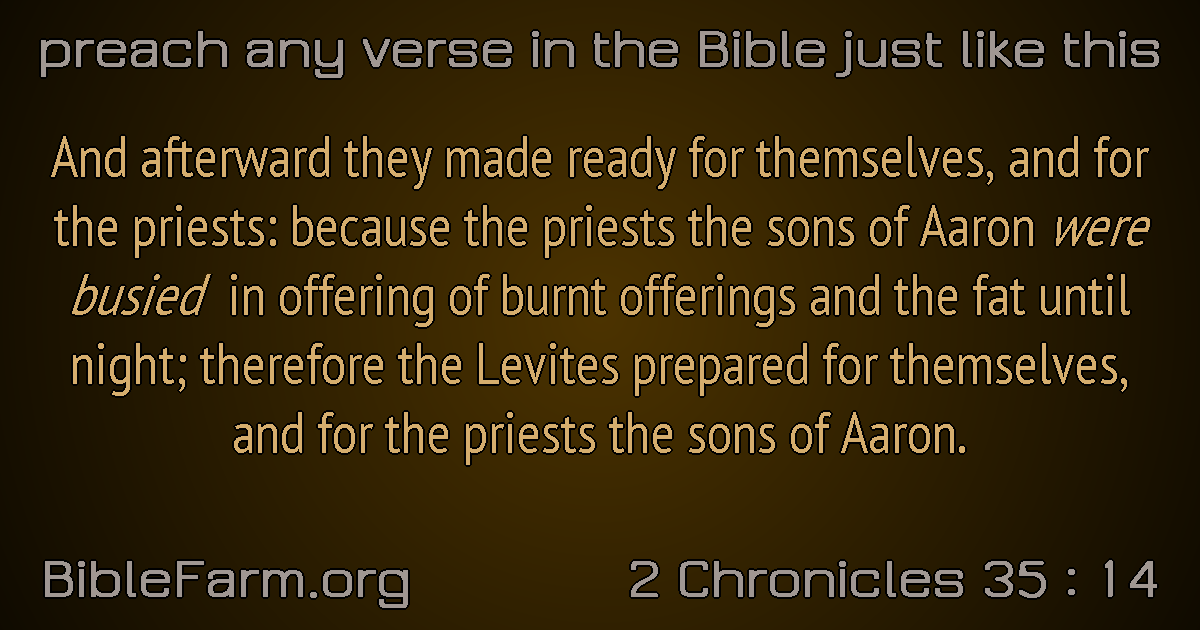 preach any verse in the Bible just like this
And afterward they made ready for themselves, and for
the priests: because the priests the sons of Aaron were
busied in offering of burnt offerings and the fat until
night; therefore the Levites prepared for themselves,
and for the priests the sons of Aaron.
BibleFarm.org
2 Chronicles 35 : 14